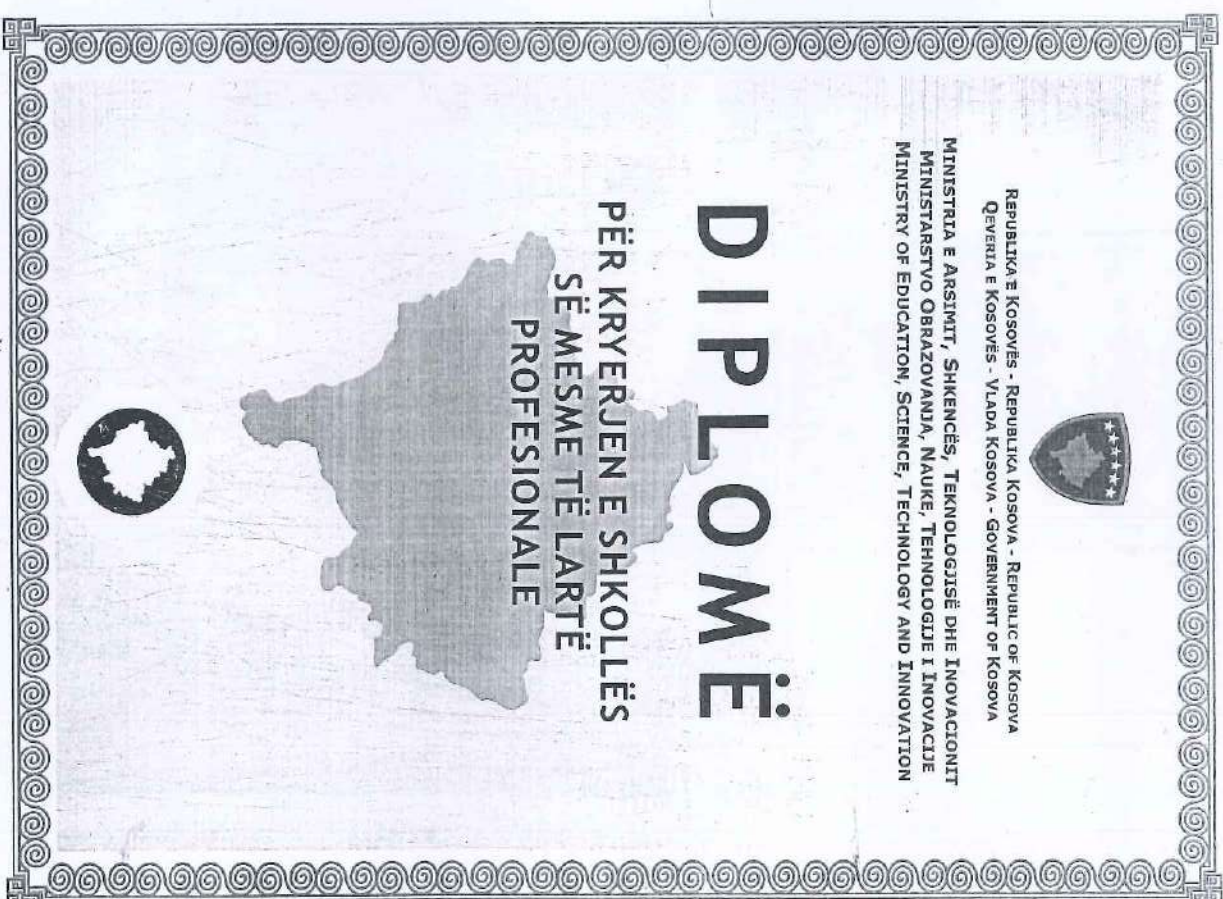 REPUBLIKA E KOSOVËS - REPUBLIKA KOSOVA - REPUBLIC OF KOSOVA
QEVERIA E KOSOVËS - VLADA KOSOVA - GOVERNMENT OF KOSOVA
MINISTRIA E ARSIMIT, SHKENCËS, TEKNOLOGJISË DHE INOVACIONIT
MINISTARSTVO OBRAZOVANJA, NAUKE, TEHNOLOGIJE I INOVACIJE
MINISTRY OF EDUCATION, SCIENCE, TECHNOLOGY AND INNOVATION
DIPLOMË
PËR KRYERJEN E SHKOLLËS
SË MESME TË LARTË
PROFESIONALE